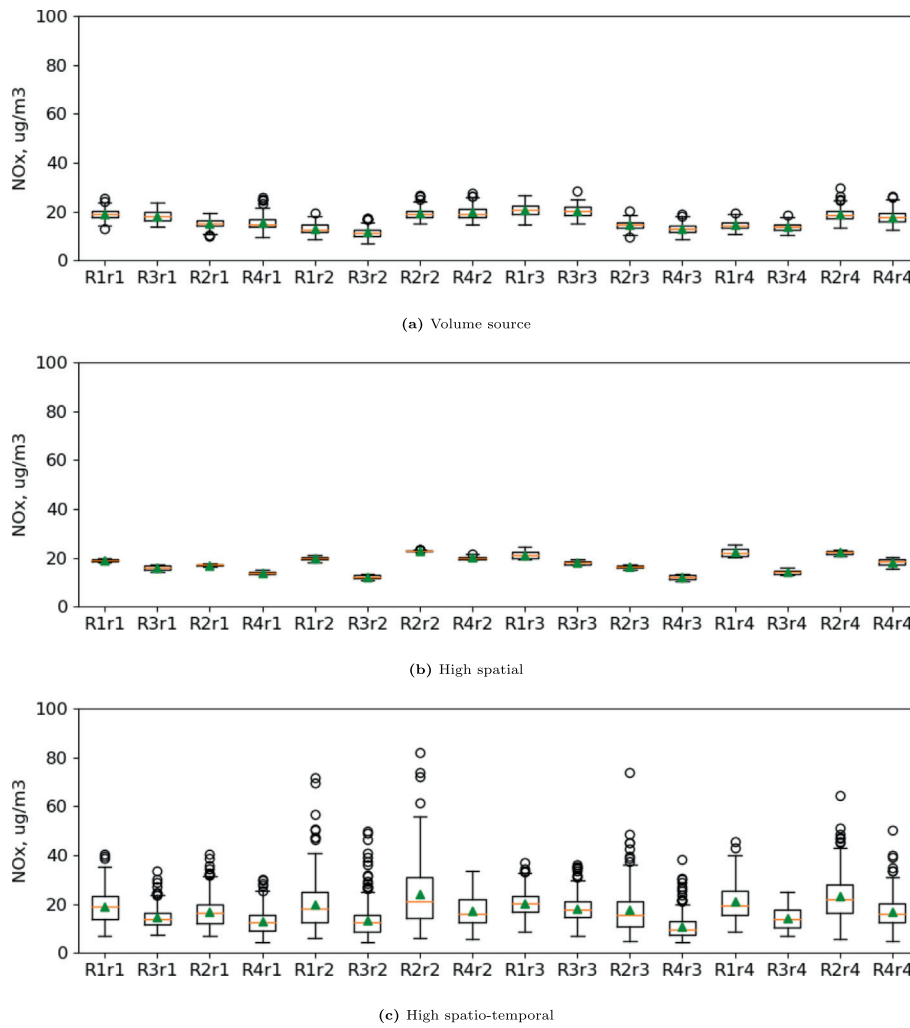 100
80
60
40
20
0
NOx, ug/m3
R1r1 R3r1 R2r1 R4r1 R1r2 R3r2 R2r2 R4r2 R1r3 R3r3 R2r3 R4r3 R1r4 R3r4 R2r4 R4r4
(a) Volume source
100
80
60
40
20
0
NOx, ug/m3
R1r1 R3r1 R2r1 R4r1 R1r2 R3r2 R2r2 R4r2 R1r3 R3r3 R2r3 R4r3 R1r4 R3r4 R2r4 R4r4
(b) High spatial
100
80
60
40
20
0
NOx, ug/m3
R1r1 R3r1 R2r1 R4r1 R1r2 R3r2 R2r2 R4r2 R1r3 R3r3 R2r3 R4r3 R1r4 R3r4 R2r4 R4r4
(c) High spatio-temporal